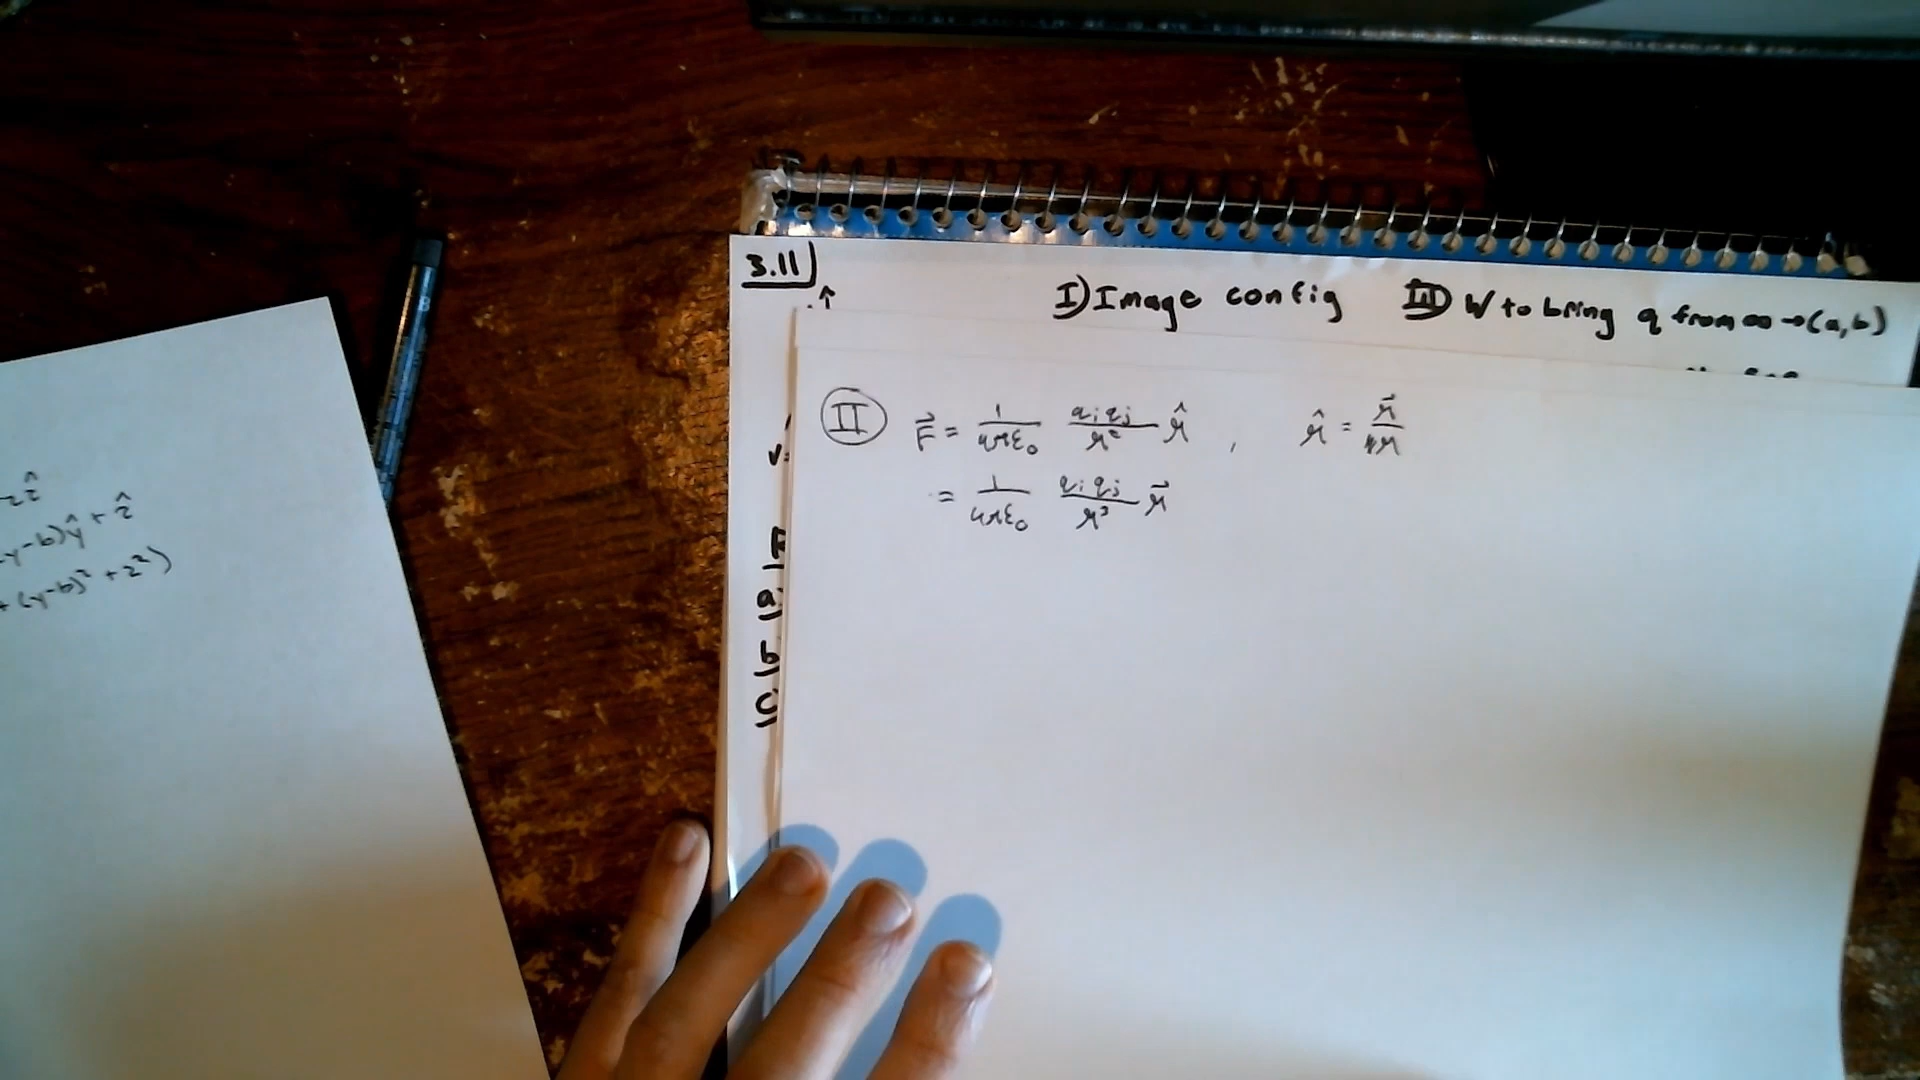 3.11)
I) Image config III) W to bring q from ∞→(a,b)
II F⃗ = 1/(4πε₀) qᵢqⱼ/r² r̂ , r̂ = r⃗/r
= 1/(4πε₀) qᵢqⱼ/r³ r⃗
zẑ
(y-b)ŷ + ẑ
+ (y-b)² + z²)